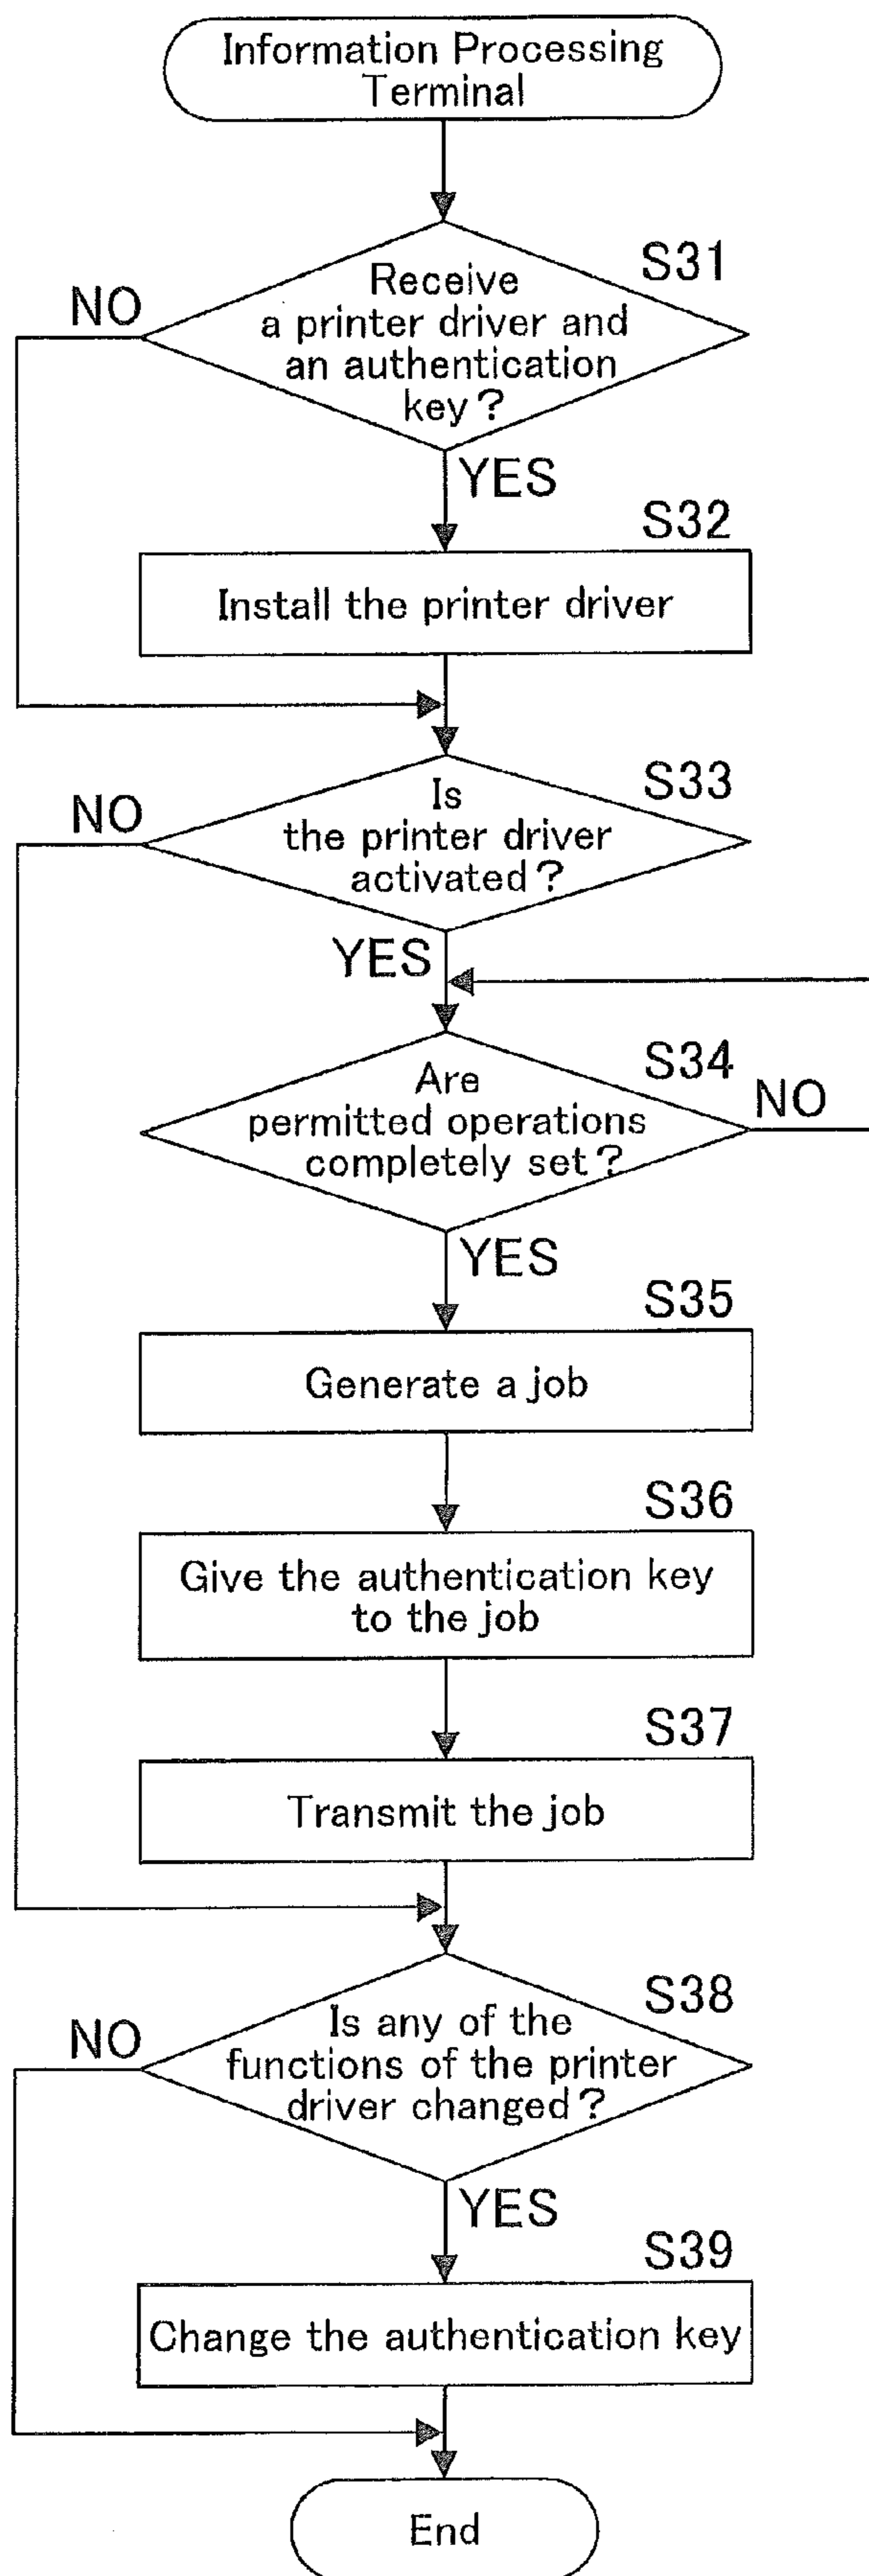 Information Processing
Terminal
S31
NO
Receive
a printer driver and
an authentication
key?
YES
S32
Install the printer driver
S33
NO
Is
the printer driver
activated?
YES
S34
NO
Are
permitted operations
completely set?
YES
S35
Generate a job
S36
Give the authentication key
to the job
S37
Transmit the job
S38
NO
Is any of the
functions of the printer
driver changed?
YES
S39
Change the authentication key
End